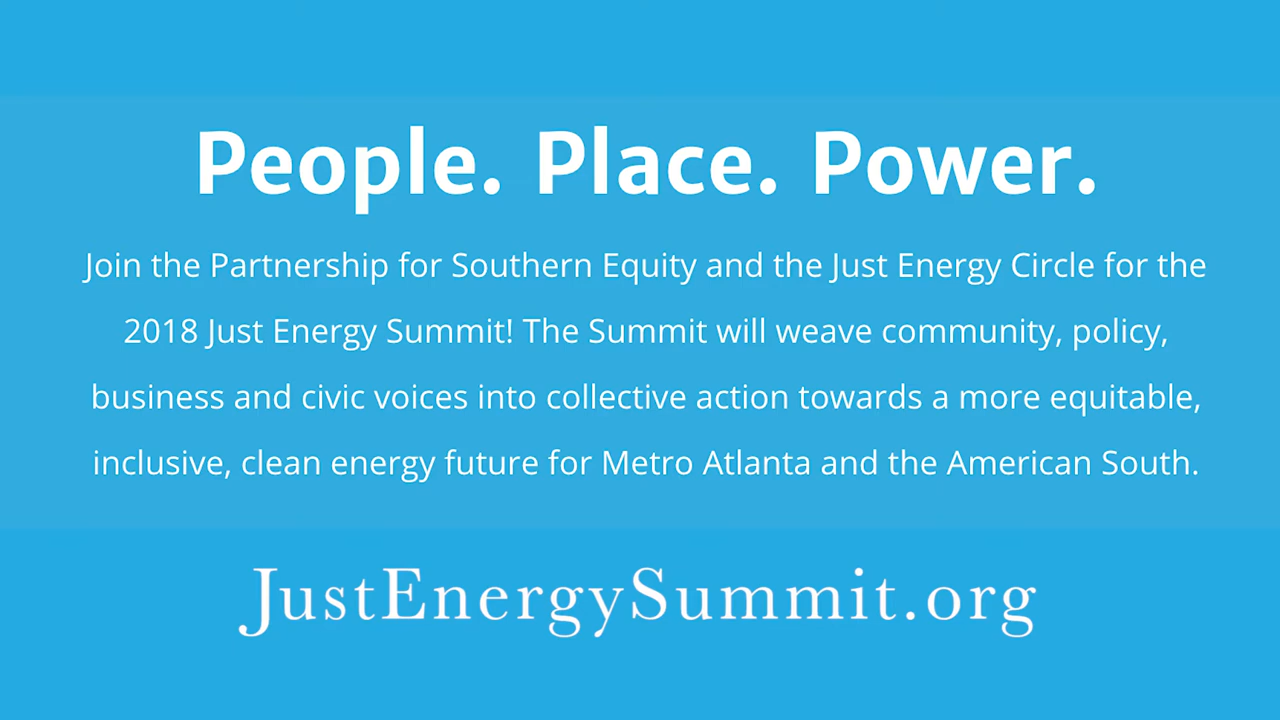 People. Place. Power.
Join the Partnership for Southern Equity and the Just Energy Circle for the
2018 Just Energy Summit! The Summit will weave community, policy,
business and civic voices into collective action towards a more equitable,
inclusive, clean energy future for Metro Atlanta and the American South.
JustEnergySummit.org